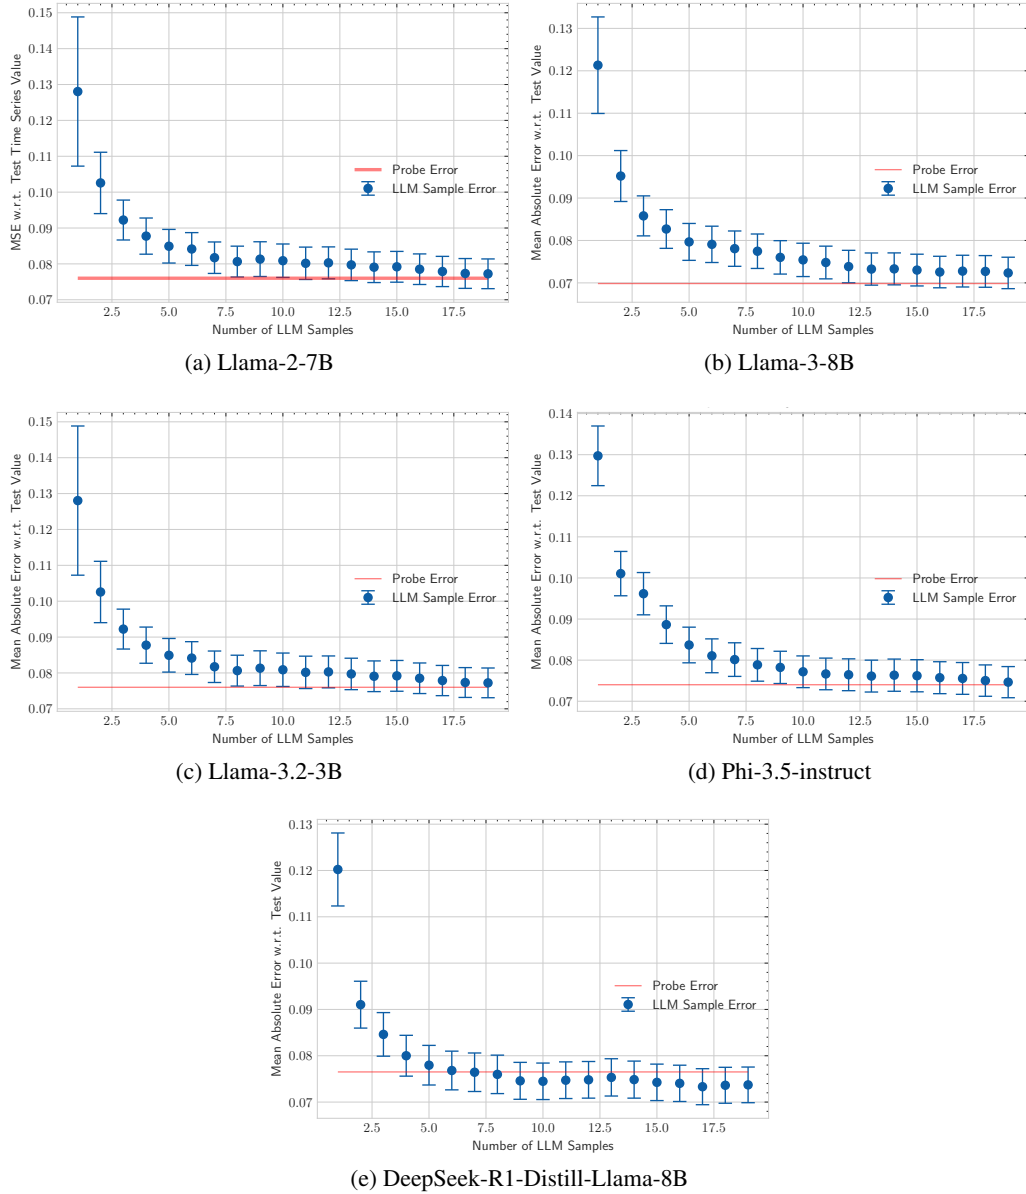 0.15
0.14
0.13
0.12
0.11
0.10
0.09
0.08
0.07
MSE w.r.t. Test Time Series Value
Probe Error
LLM Sample Error
2.5 5.0 7.5 10.0 12.5 15.0 17.5
Number of LLM Samples
(a) Llama-2-7B
0.13
0.12
0.11
0.10
0.09
0.08
0.07
Mean Absolute Error w.r.t. Test Value
Probe Error
LLM Sample Error
2.5 5.0 7.5 10.0 12.5 15.0 17.5
Number of LLM Samples
(b) Llama-3-8B
0.15
0.14
0.13
0.12
0.11
0.10
0.09
0.08
0.07
Mean Absolute Error w.r.t. Test Value
Probe Error
LLM Sample Error
2.5 5.0 7.5 10.0 12.5 15.0 17.5
Number of LLM Samples
(c) Llama-3.2-3B
0.14
0.13
0.12
0.11
0.10
0.09
0.08
0.07
Mean Absolute Error w.r.t. Test Value
Probe Error
LLM Sample Error
2.5 5.0 7.5 10.0 12.5 15.0 17.5
Number of LLM Samples
(d) Phi-3.5-instruct
0.13
0.12
0.11
0.10
0.09
0.08
0.07
Mean Absolute Error w.r.t. Test Value
Probe Error
LLM Sample Error
2.5 5.0 7.5 10.0 12.5 15.0 17.5
Number of LLM Samples
(e) DeepSeek-R1-Distill-Llama-8B